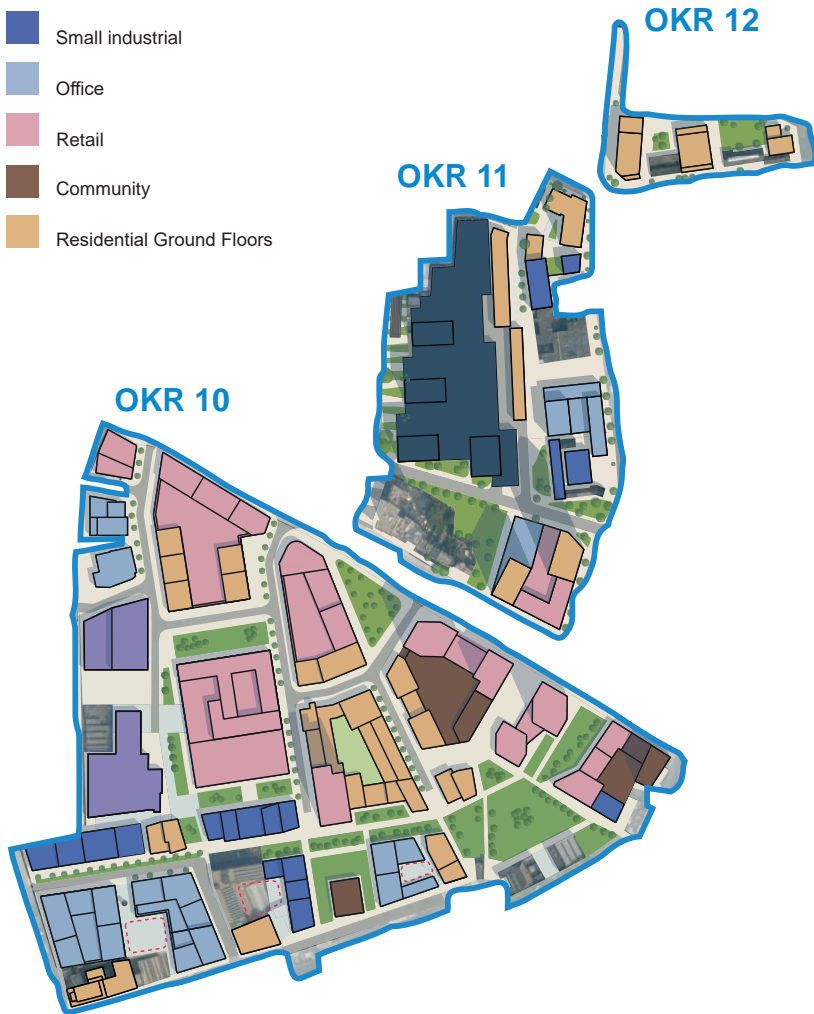 OKR 12
Small industrial
Office
Retail
OKR 11
Community
Residential Ground Floors
OKR 10